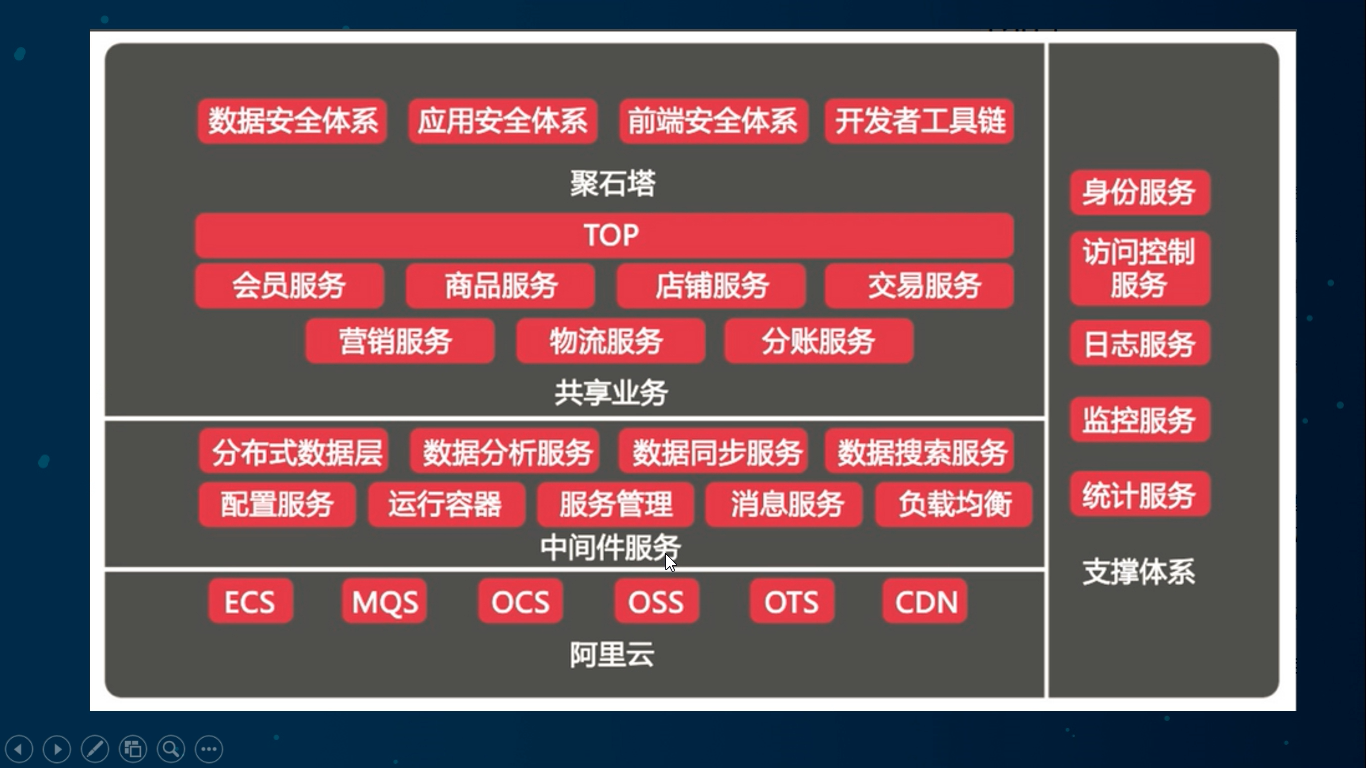 数据安全体系
应用安全体系
前端安全体系
开发者工具链
聚石塔
TOP
会员服务
商品服务
店铺服务
交易服务
营销服务
物流服务
分账服务
共享业务
分布式数据层
数据分析服务
数据同步服务
数据搜索服务
配置服务
运行容器
服务管理
消息服务
负载均衡
中间件服务
ECS
MQS
OCS
OSS
OTS
CDN
阿里云
身份服务
访问控制
服务
日志服务
监控服务
统计服务
支撑体系